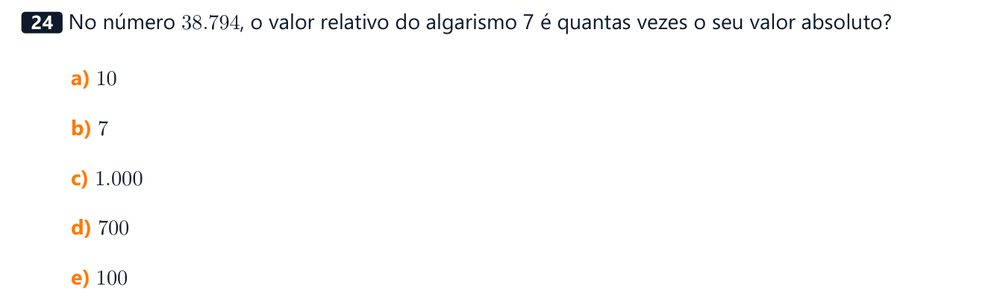 24 No número 38.794, o valor relativo do algarismo 7 é quantas vezes o seu valor absoluto?
a) 10
b) 7
c) 1.000
d) 700
e) 100